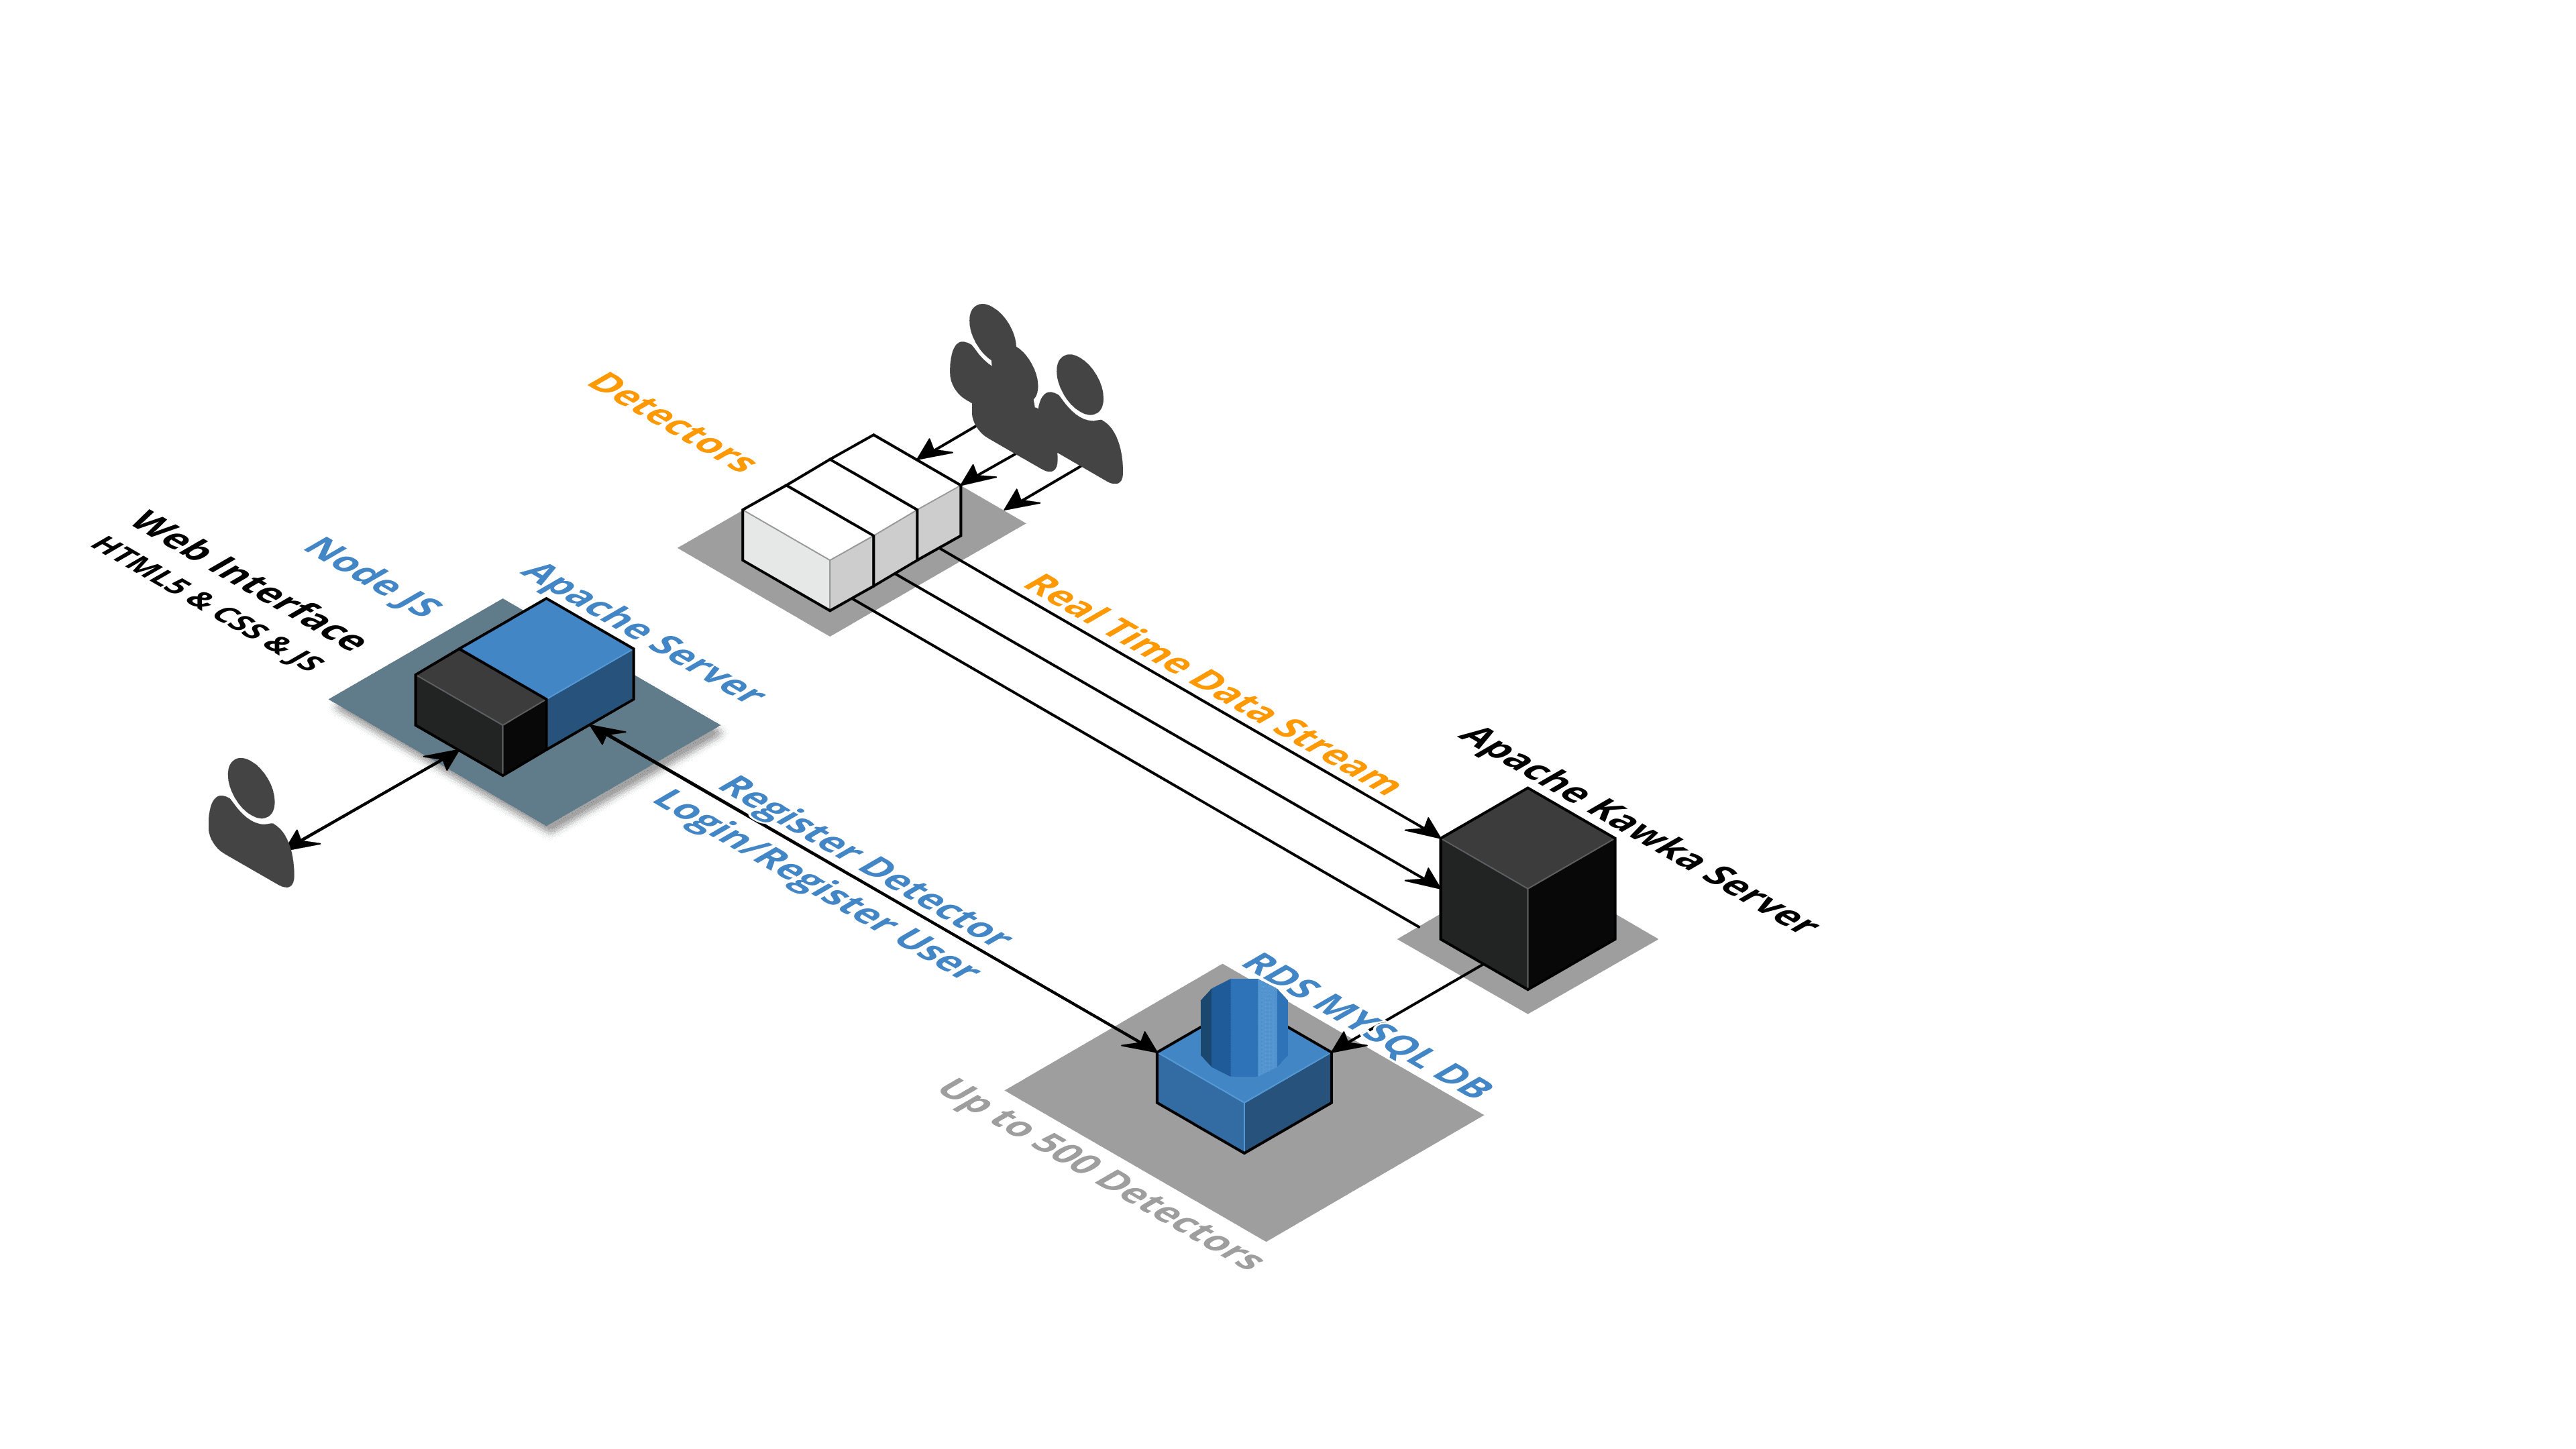 Detectors
Web Interface
HTML5 & CSS & JS
Node JS
Apache Server
Real Time Data Stream
Apache Kawka Server
Register Detector
Login/Register User
RDS MYSQL DB
Up to 500 Detectors